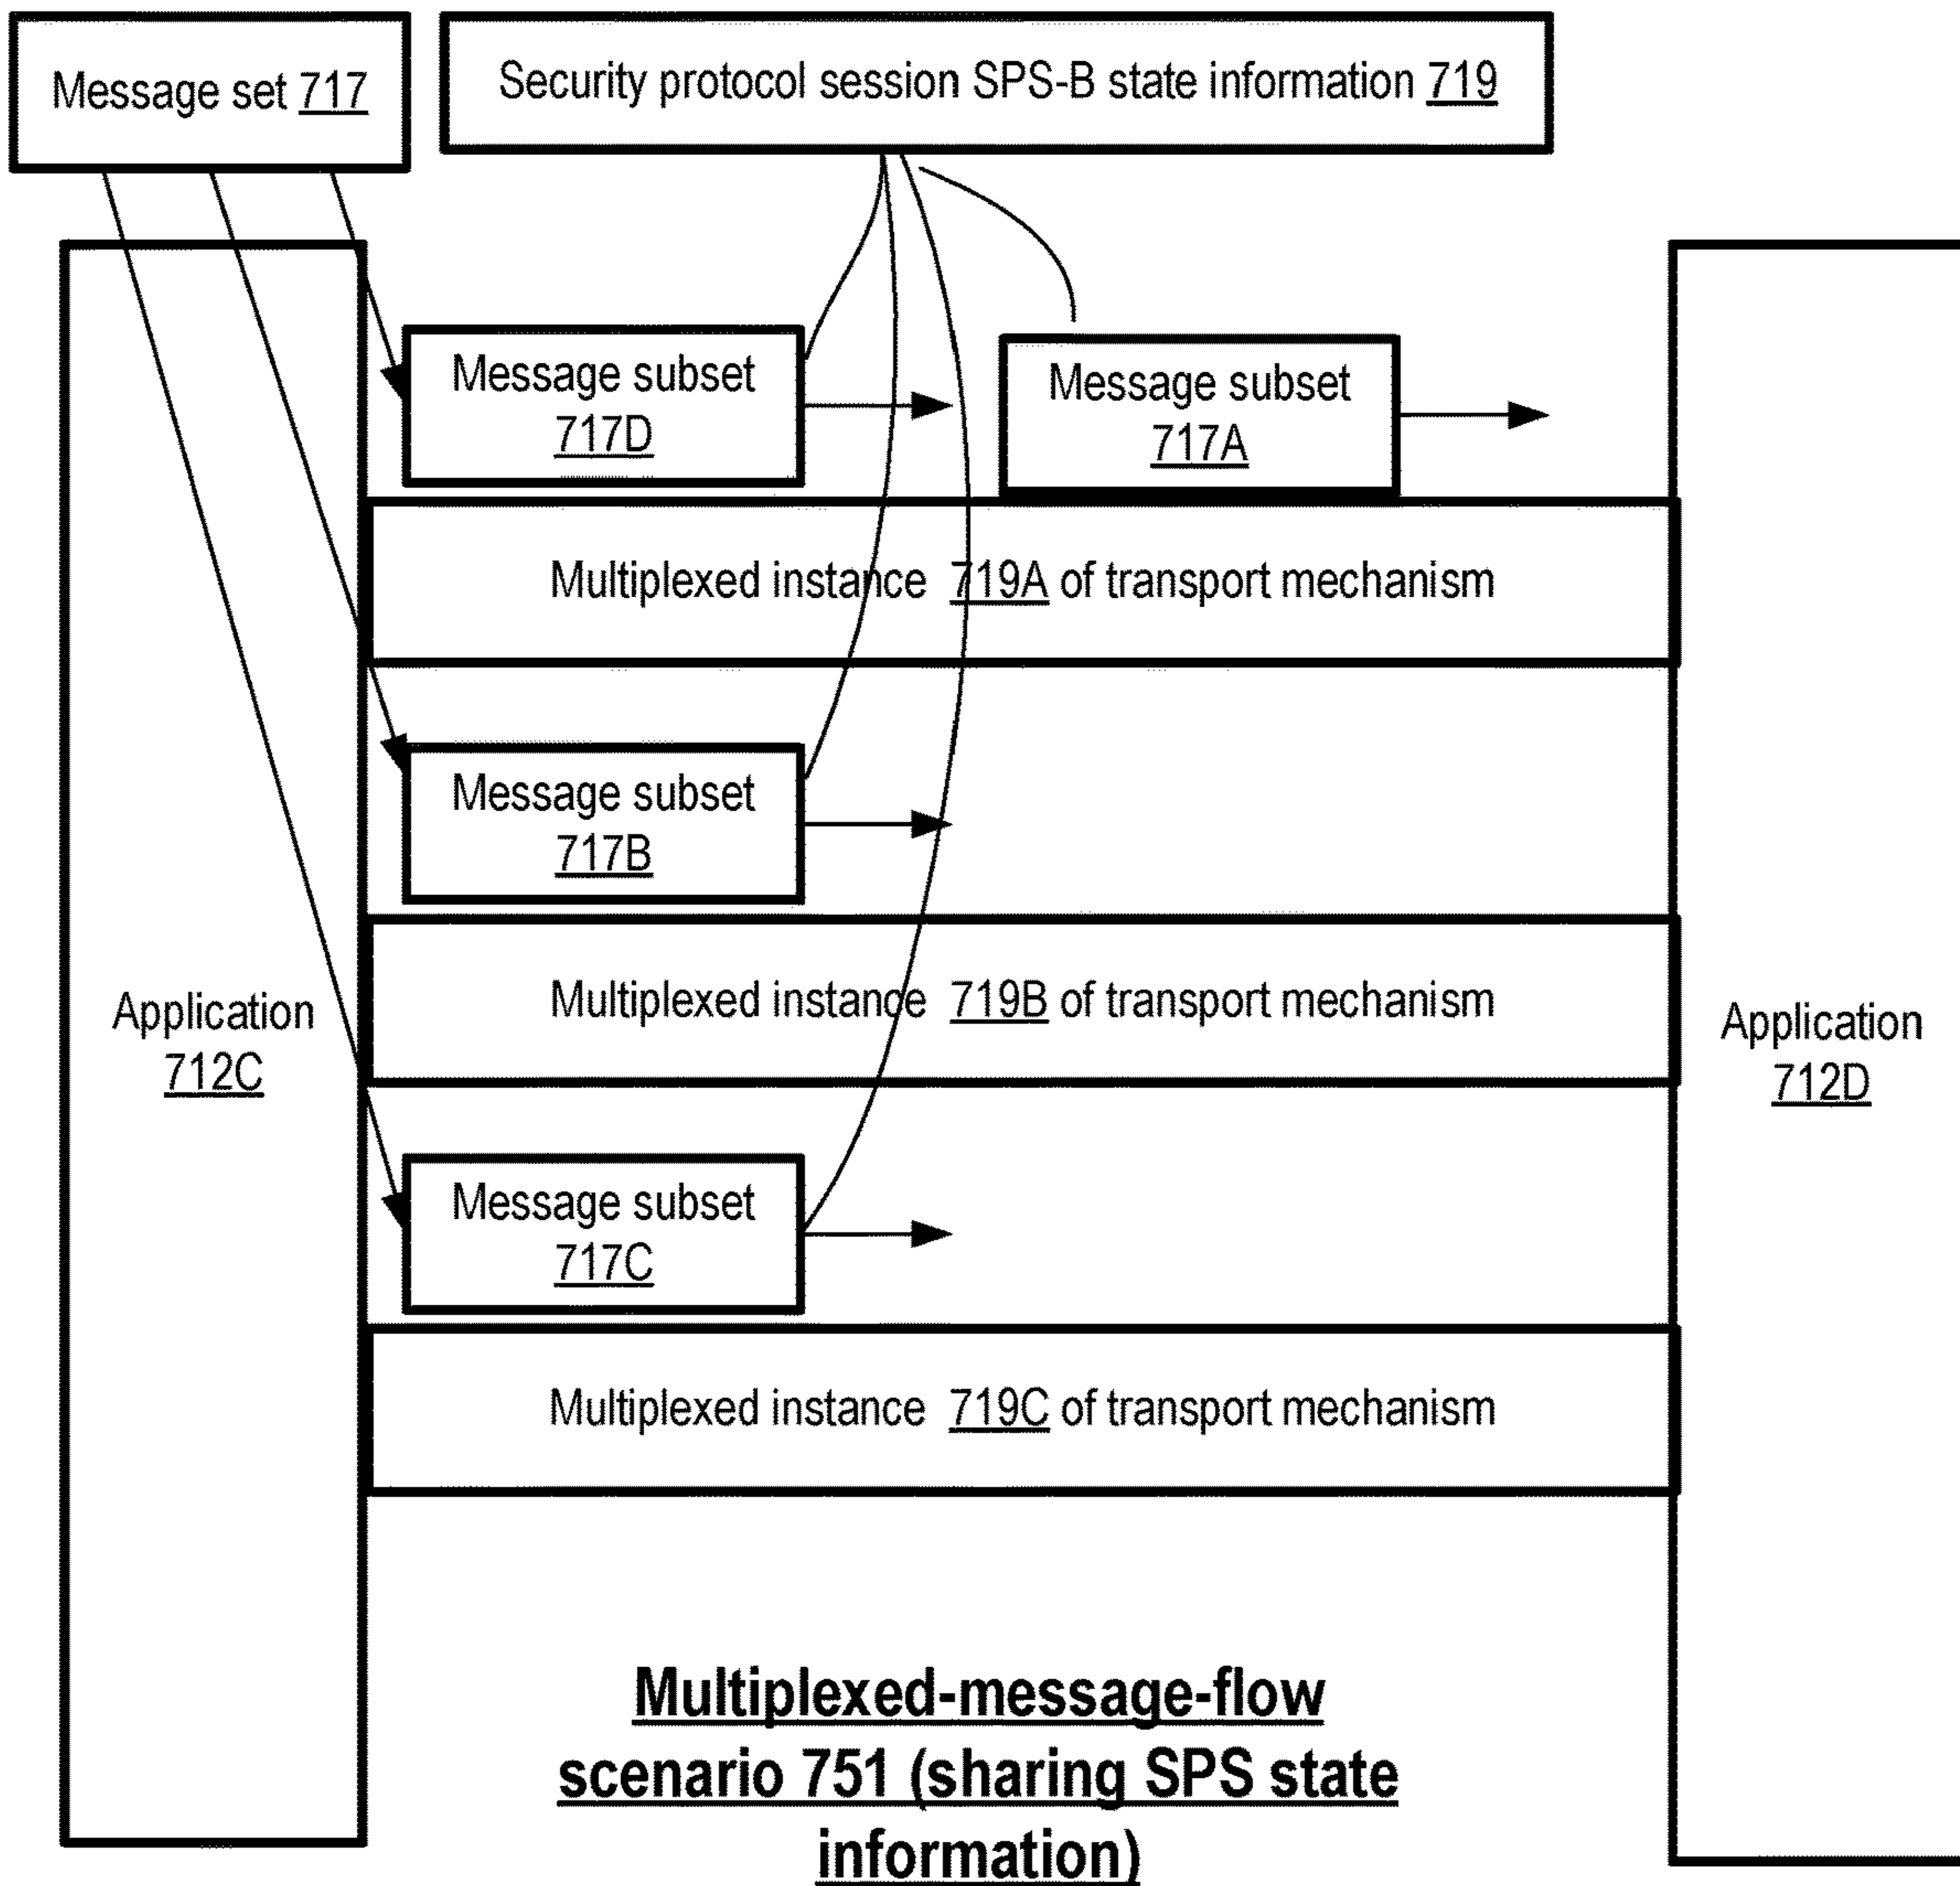 Message set 717
Security protocol session SPS-B state information 719
Message subset
717D
Message subset
717A
Multiplexed instance 719A of transport mechanism
Message subset
717B
Multiplexed instance 719B of transport mechanism
Application
712C
Application
712D
Message subset
717C
Multiplexed instance 719C of transport mechanism
Multiplexed-message-flow
scenario 751 (sharing SPS state
information)